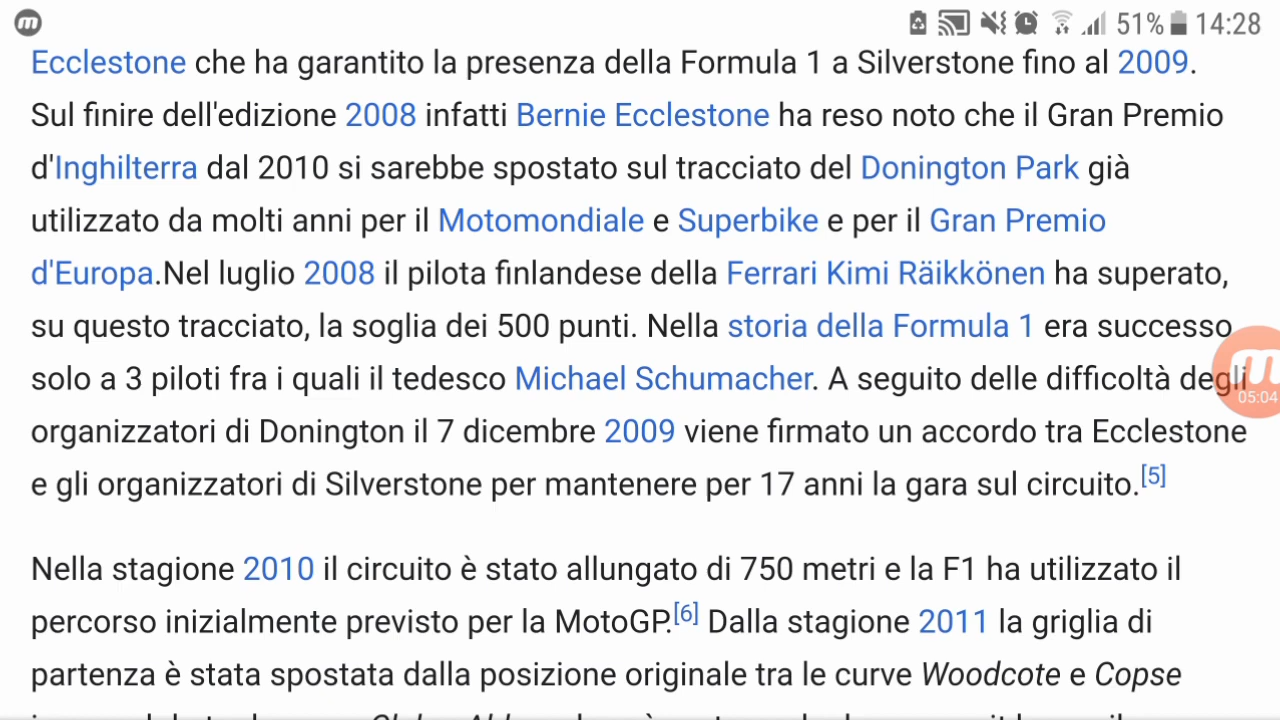 51% 14:28
Ecclestone che ha garantito la presenza della Formula 1 a Silverstone fino al 2009.
Sul finire dell'edizione 2008 infatti Bernie Ecclestone ha reso noto che il Gran Premio
d'Inghilterra dal 2010 si sarebbe spostato sul tracciato del Donington Park già
utilizzato da molti anni per il Motomondiale e Superbike e per il Gran Premio
d'Europa.Nel luglio 2008 il pilota finlandese della Ferrari Kimi Räikkönen ha superato,
su questo tracciato, la soglia dei 500 punti. Nella storia della Formula 1 era successo
solo a 3 piloti fra i quali il tedesco Michael Schumacher. A seguito delle difficoltà degli
05:04
organizzatori di Donington il 7 dicembre 2009 viene firmato un accordo tra Ecclestone
e gli organizzatori di Silverstone per mantenere per 17 anni la gara sul circuito.[5]
Nella stagione 2010 il circuito è stato allungato di 750 metri e la F1 ha utilizzato il
percorso inizialmente previsto per la MotoGP.[6] Dalla stagione 2011 la griglia di
partenza è stata spostata dalla posizione originale tra le curve Woodcote e Copse